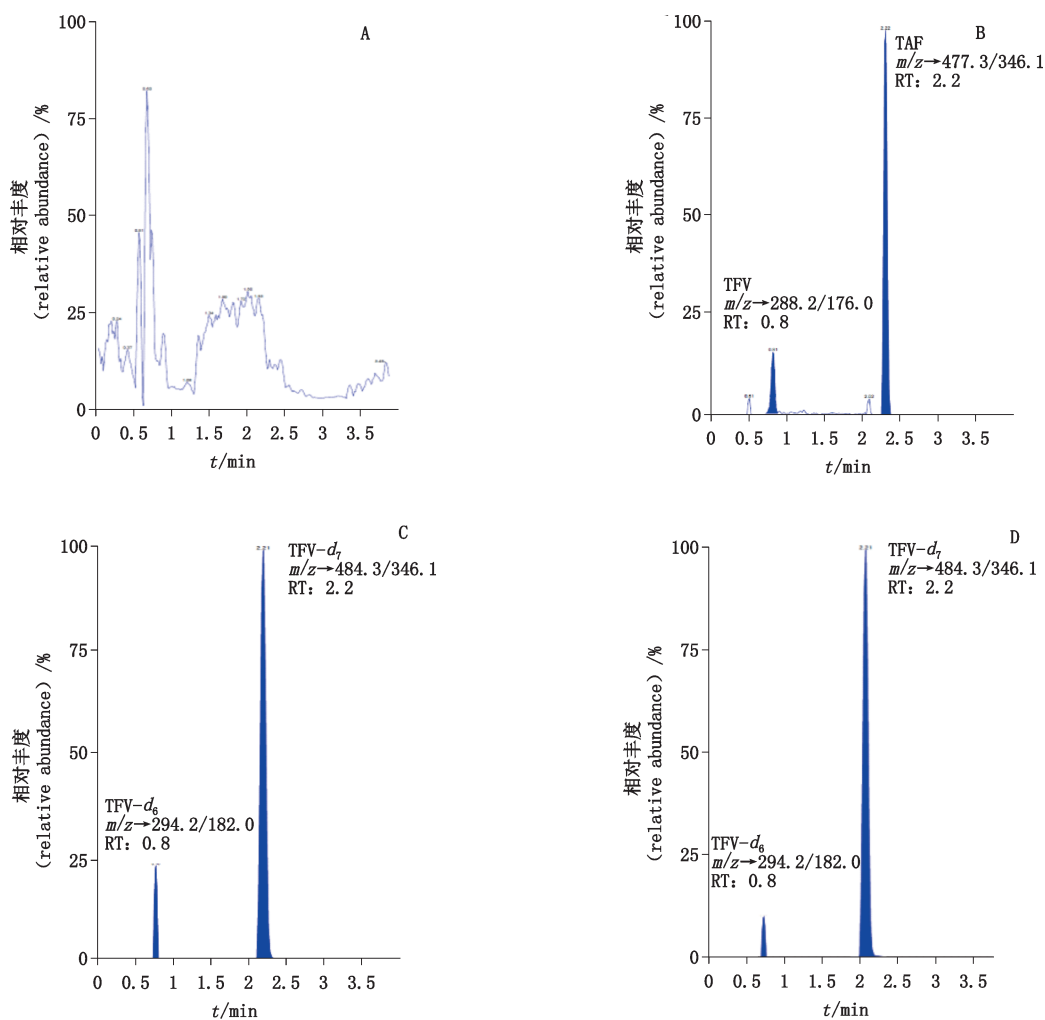 A
100
75
50
25
0
相对丰度
(relative abundance) /%
0 0.5 1 1.5 2 2.5 3 3.5
t/min
B
TAF
m/z→477.3/346.1
RT: 2.2
TFV
m/z→288.2/176.0
RT: 0.8
100
75
50
25
0
相对丰度
(relative abundance) /%
0 0.5 1 1.5 2 2.5 3 3.5
t/min
C
TFV-d₇
m/z→484.3/346.1
RT: 2.2
TFV-d₆
m/z→294.2/182.0
RT: 0.8
100
75
50
25
0
相对丰度
(relative abundance) /%
0 0.5 1 1.5 2 2.5 3 3.5
t/min
D
TFV-d₇
m/z→484.3/346.1
RT: 2.2
TFV-d₆
m/z→294.2/182.0
RT: 0.8
100
75
50
25
0
相对丰度
(relative abundance) /%
0 0.5 1 1.5 2 2.5 3 3.5
t/min